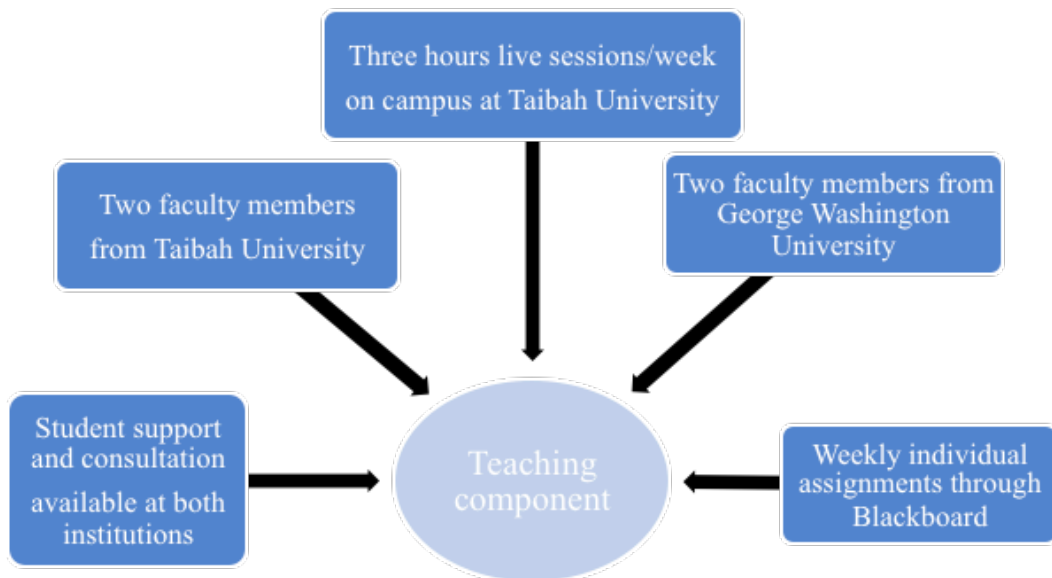 Three hours live sessions/week
on campus at Taibah University
Two faculty members
from Taibah University
Two faculty members from
George Washington
University
Student support
and consultation
available at both
institutions
Teaching
component
Weekly individual
assignments through
Blackboard